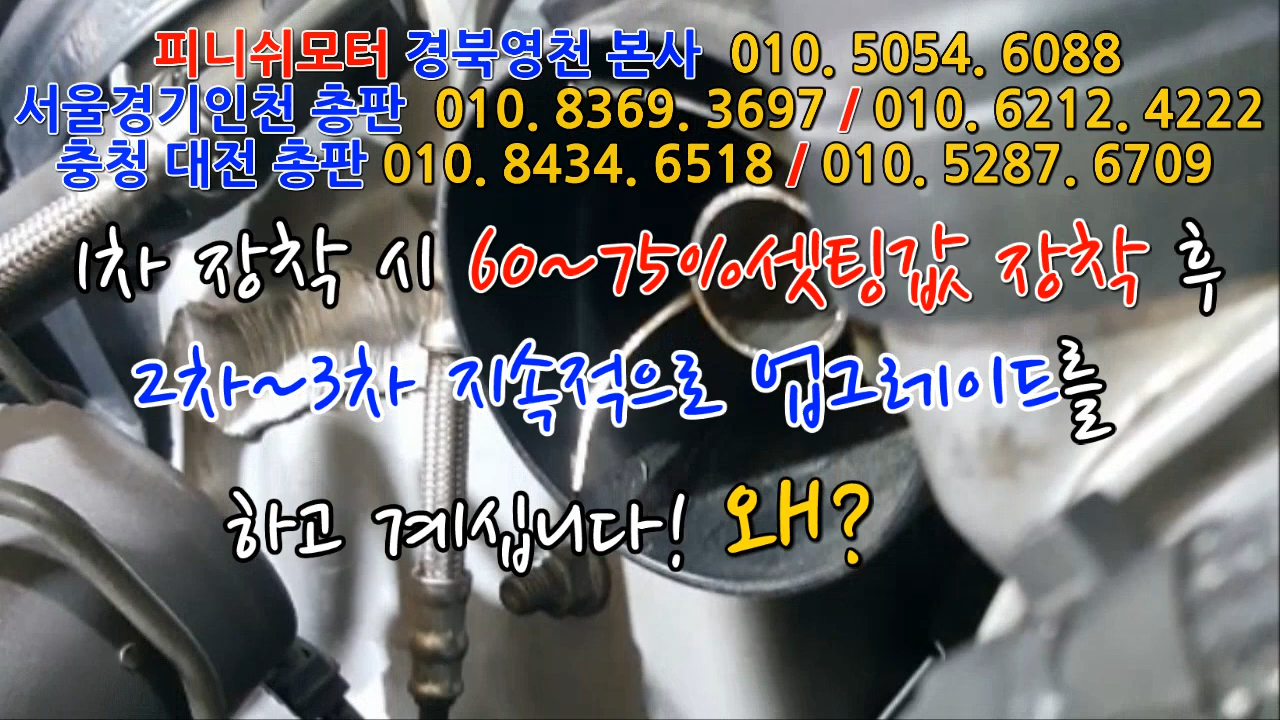 피니쉬모터 경북영천 본사 010. 5054. 6088
서울경기인천 총판 010. 8369. 3697 / 010. 6212. 4222
충청 대전 총판 010. 8434. 6518 / 010. 5287. 6709
1차 장착 시 60~75%셋팅값 장착 후
2차~3차 지속적으로 업그레이드를
하고 계십니다! 왜?